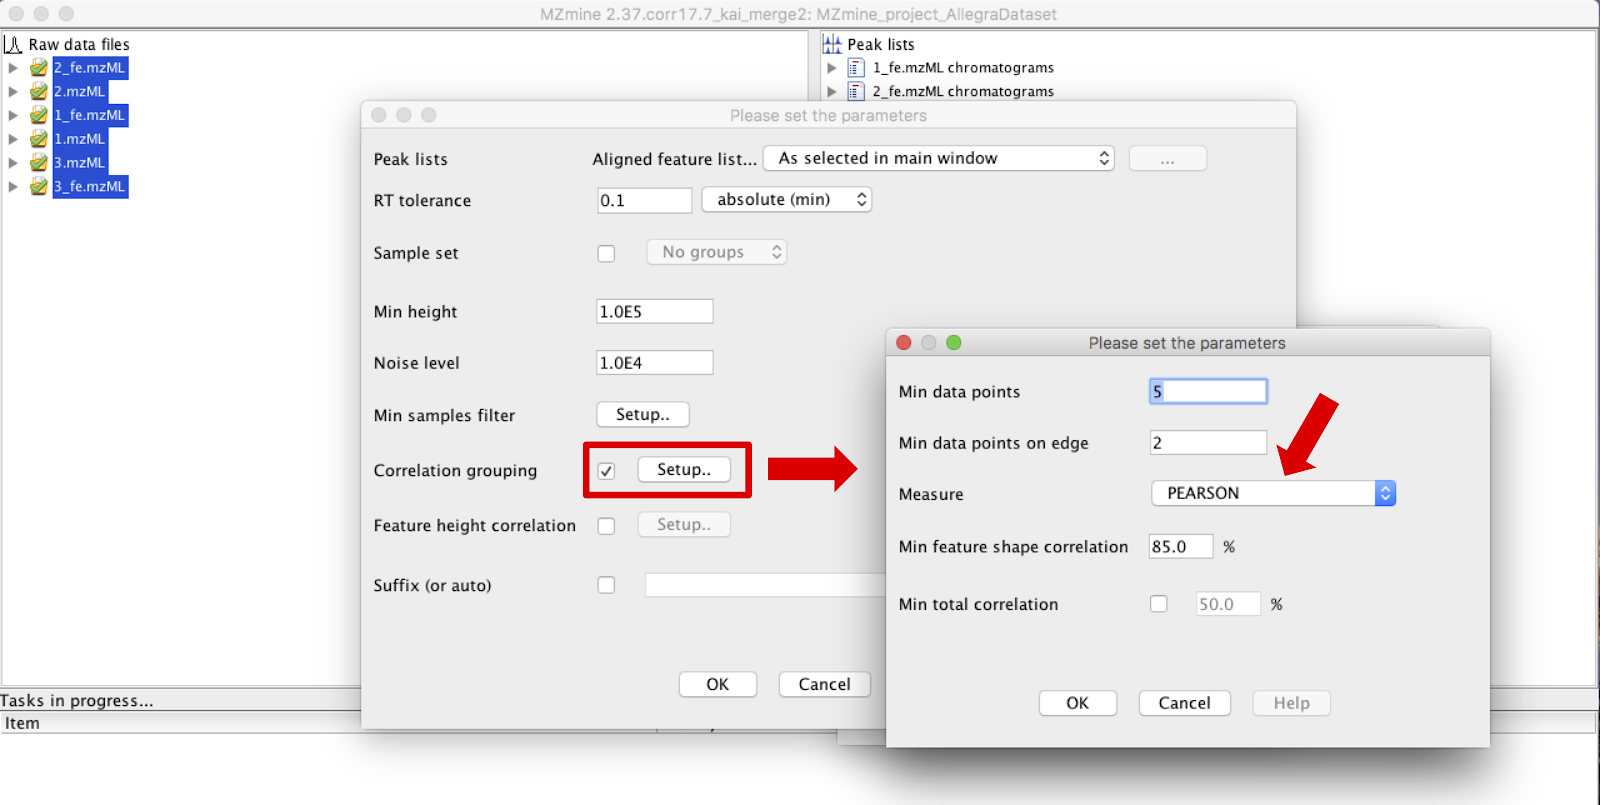 MZmine 2.37.corr17.7_kai_merge2: MZmine_project_AllegraDataset
Raw data files
2_fe.mzML
2.mzML
1_fe.mzML
1.mzML
3.mzML
3_fe.mzML
Peak lists
1_fe.mzML chromatograms
2_fe.mzML chromatograms
Please set the parameters
Peak lists Aligned feature list... As selected in main window ...
RT tolerance 0.1 absolute (min)
Sample set No groups
Min height 1.0E5
Noise level 1.0E4
Min samples filter Setup..
Correlation grouping Setup..
Feature height correlation Setup..
Suffix (or auto)
OK Cancel
Please set the parameters
Min data points 5
Min data points on edge 2
Measure PEARSON
Min feature shape correlation 85.0 %
Min total correlation 50.0 %
OK Cancel Help
Tasks in progress...
Item